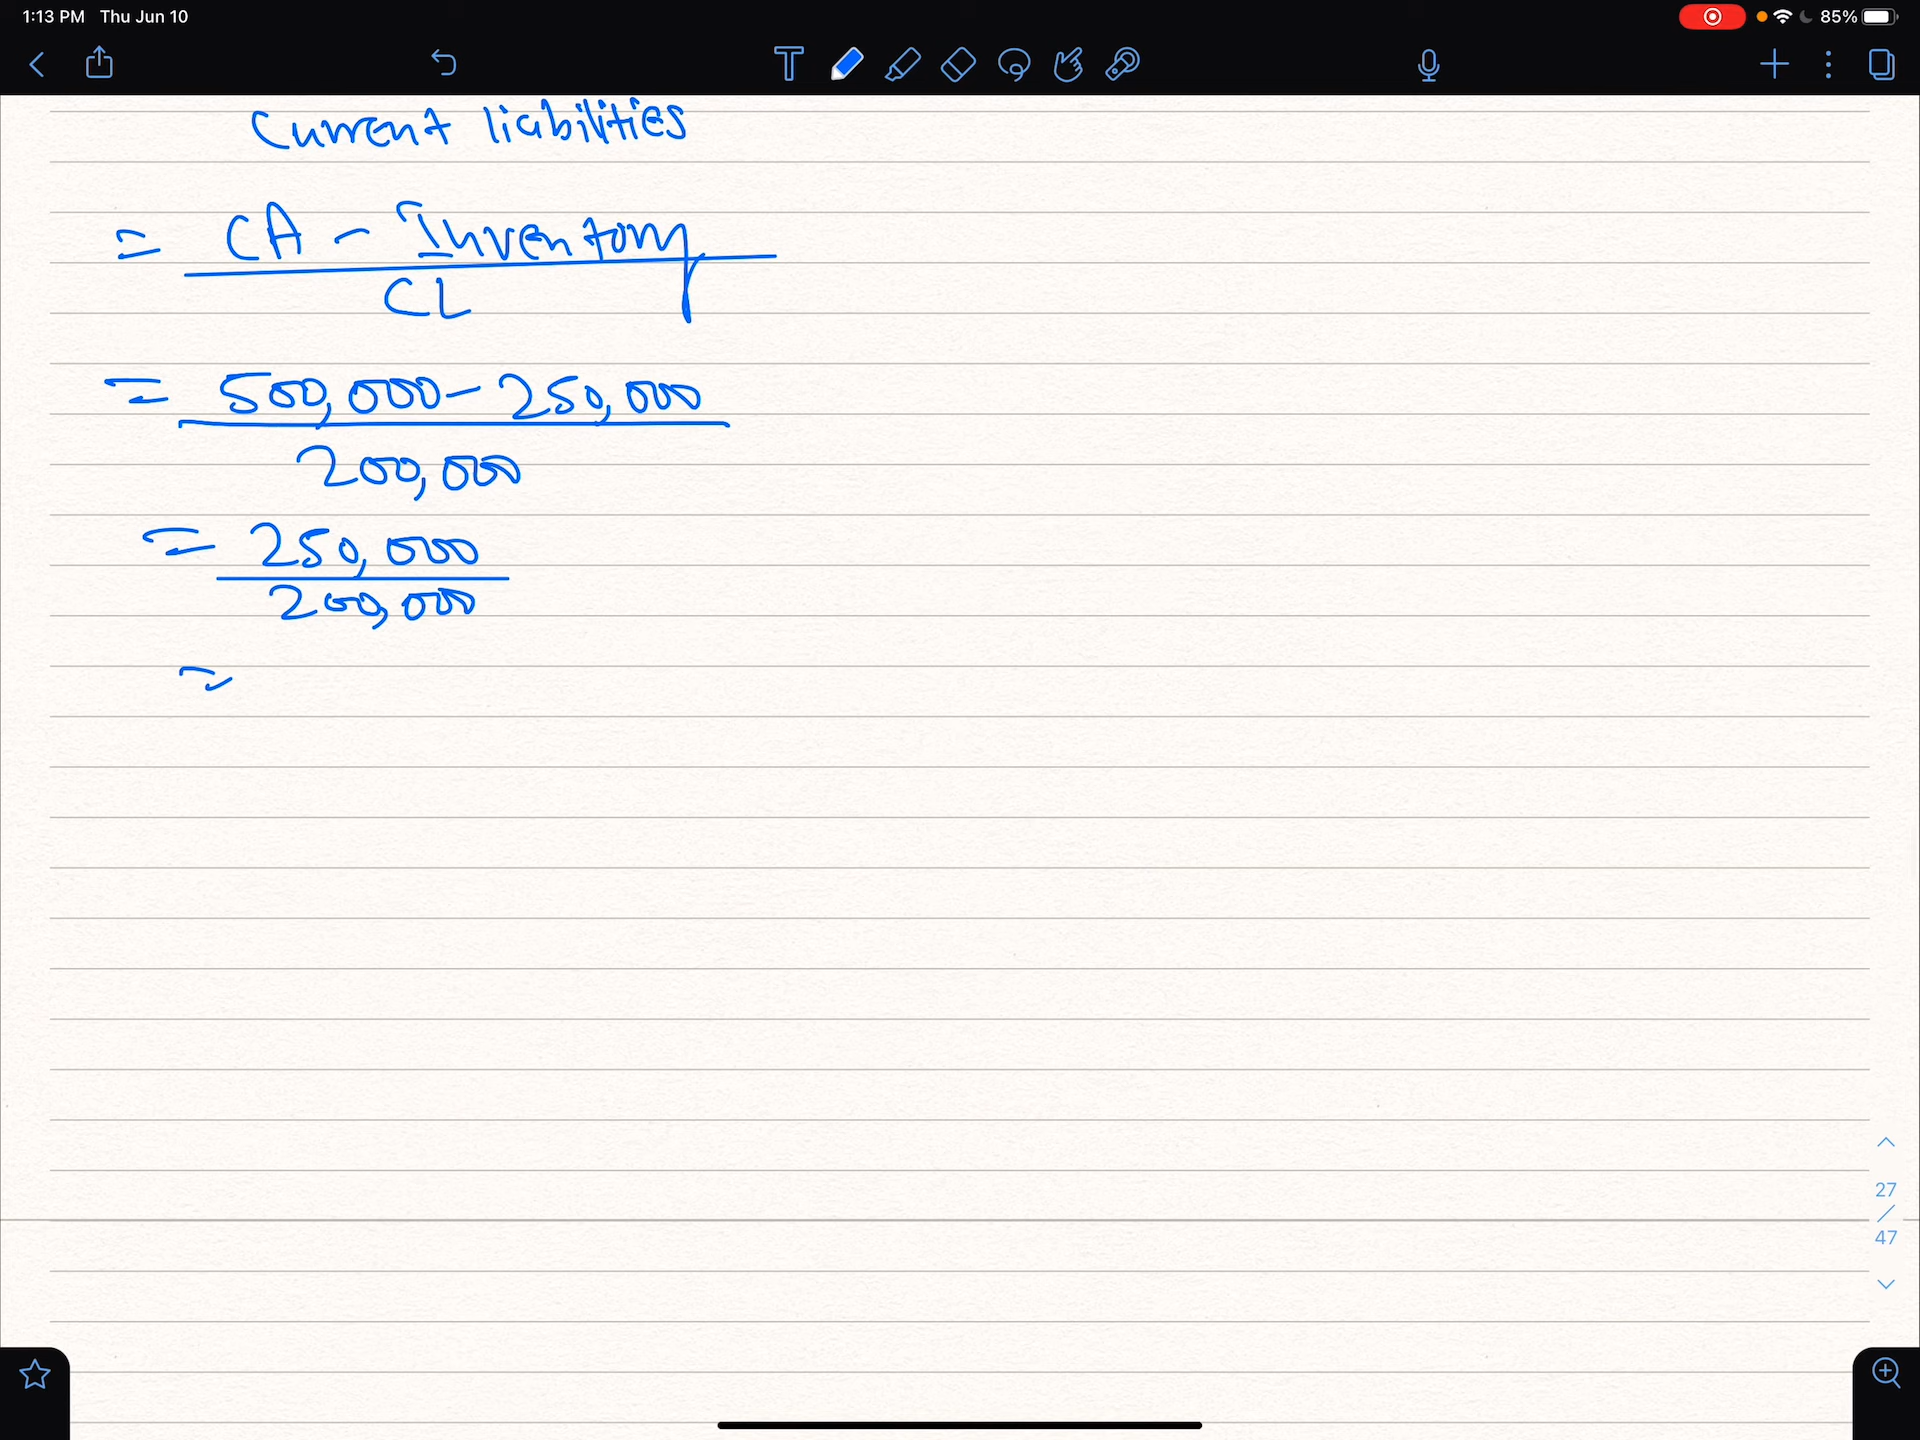 1:13 PM Thu Jun 10
85%
T
Current liabilities
= CA - Inventory
CL
= 500,000 - 250,000
200,000
= 250,000
200,000
=
27
/
47